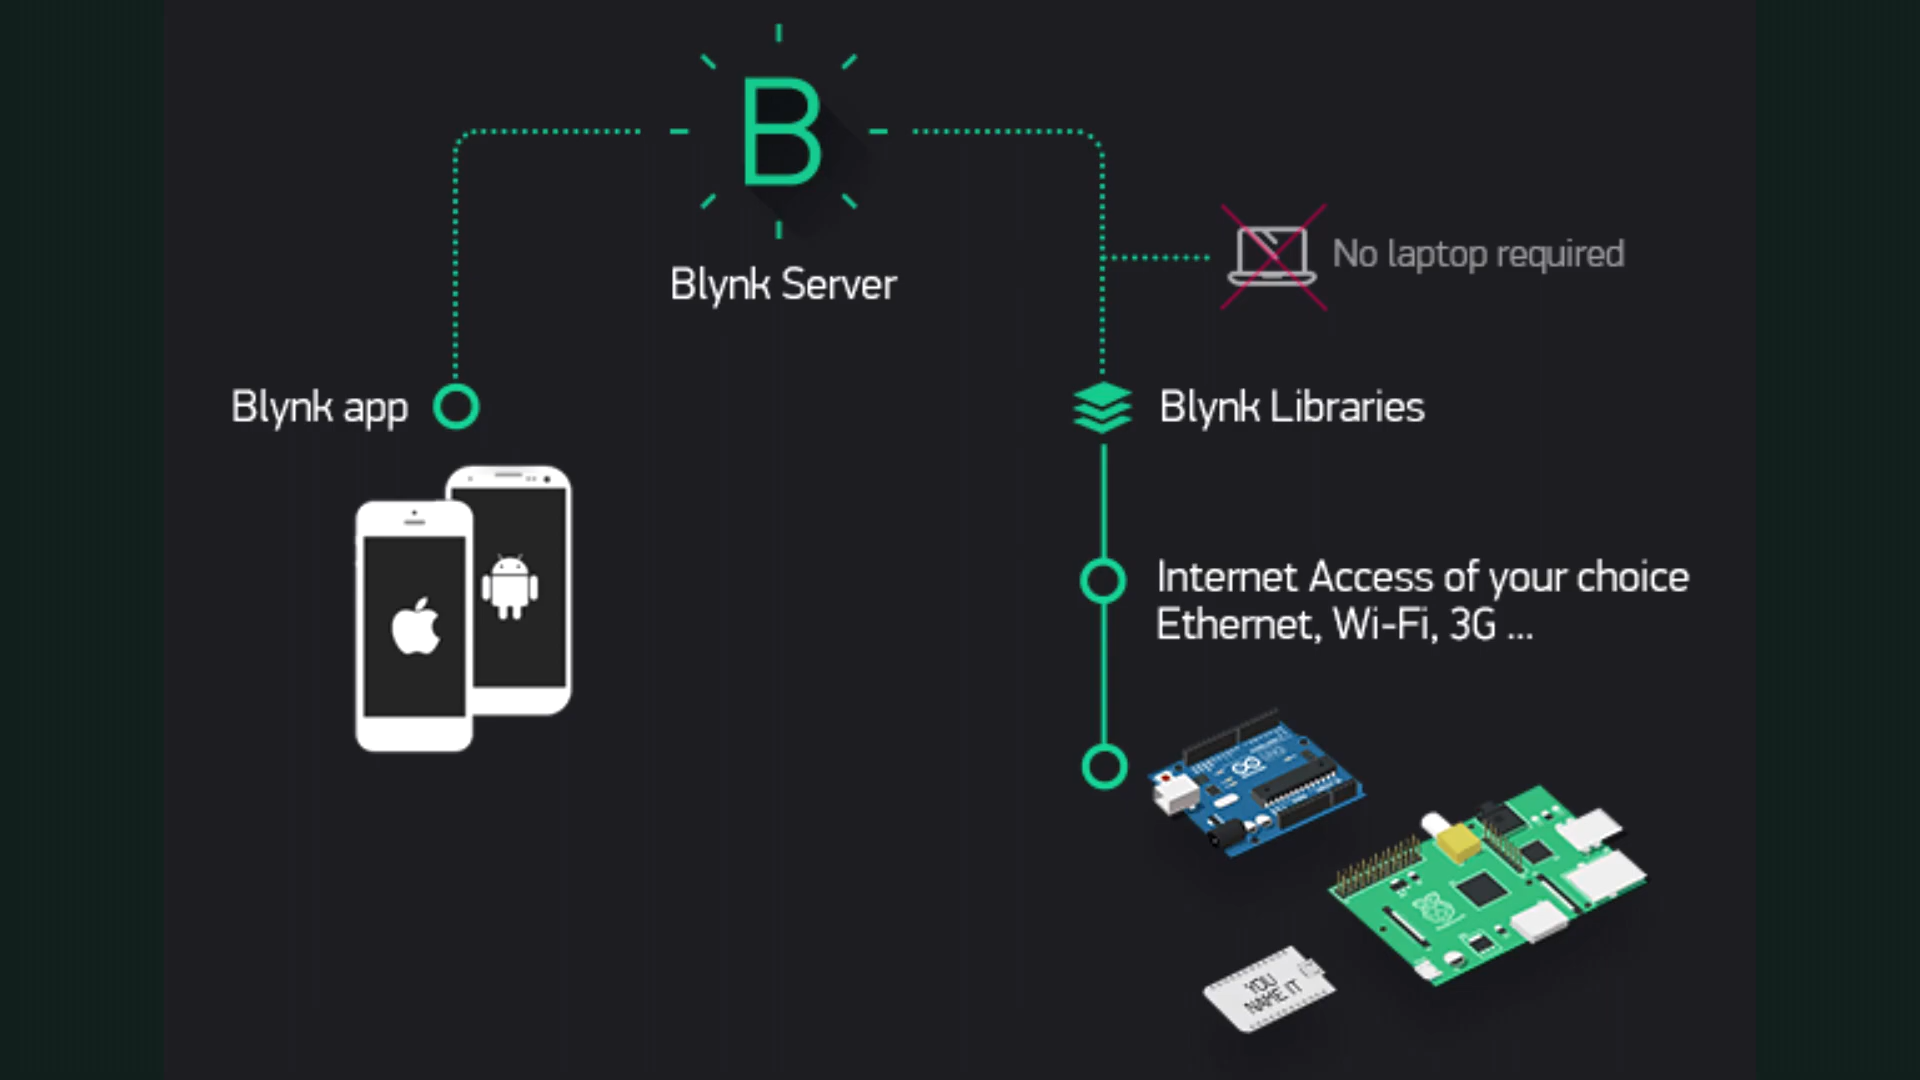 B
Blynk Server
No laptop required
Blynk app
Blynk Libraries
Internet Access of your choice
Ethernet, Wi-Fi, 3G ...
YOU
NAME IT